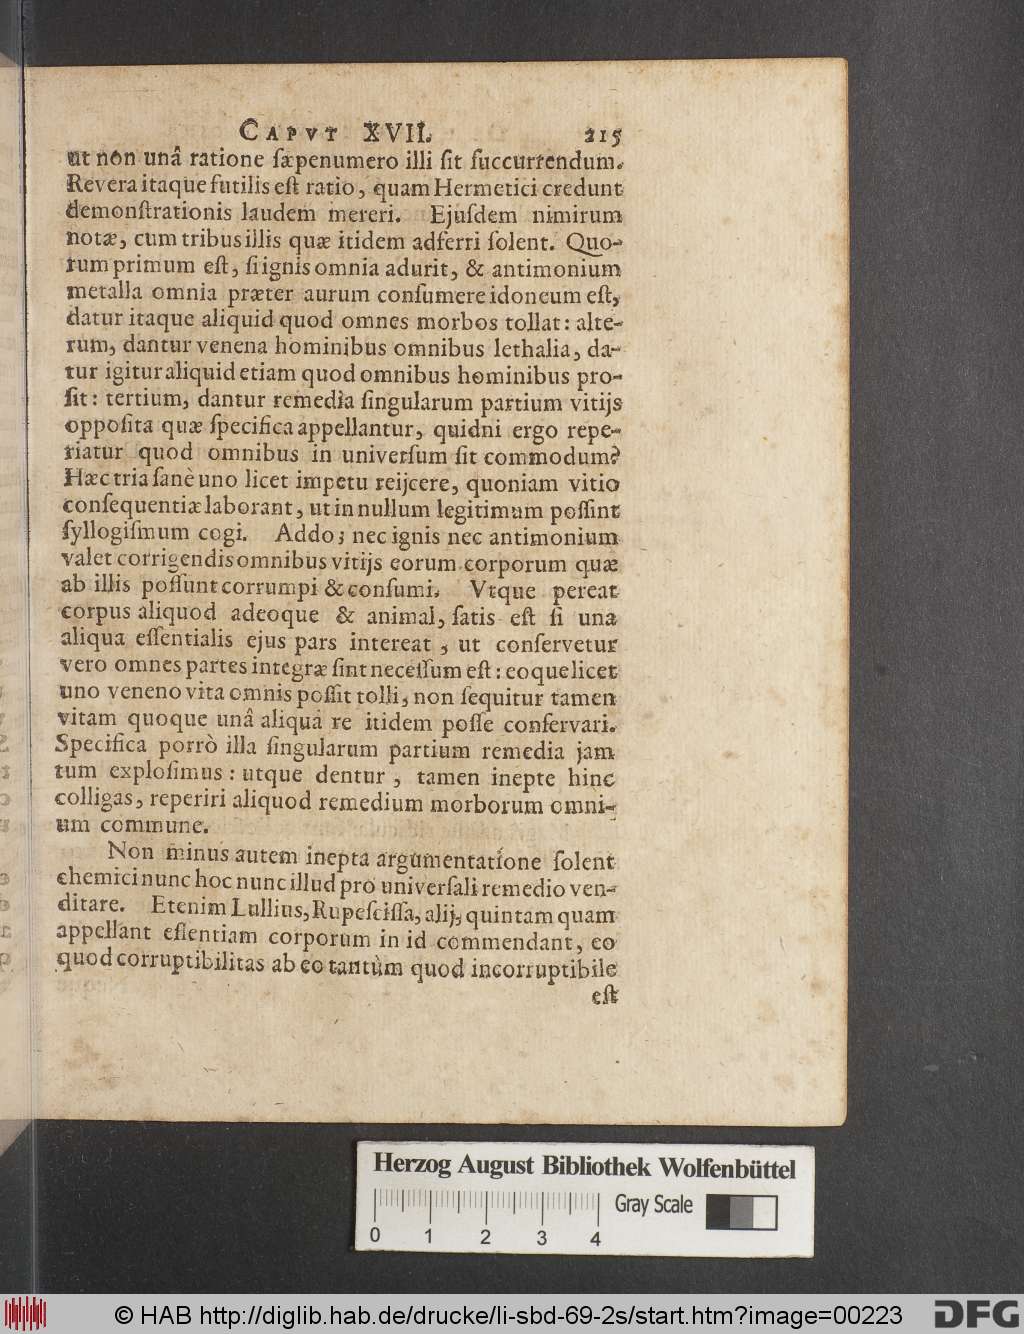 CAPVT XVII. 215
ut non unâ ratione sæpenumero illi sit succurrendum.
Revera itaque futilis est ratio, quam Hermetici credunt
demonstrationis laudem mereri. Ejusdem nimirum
notæ, cum tribus illis quæ itidem adferri solent. Quo-
rum primum est, si ignis omnia adurit, & antimonium
metalla omnia præter aurum consumere idoneum est,
datur itaque aliquid quod omnes morbos tollat: alte-
rum, dantur venena hominibus omnibus lethalia, da-
tur igitur aliquid etiam quod omnibus hominibus pro-
sit: tertium, dantur remedia singularum partium vitijs
opposita quæ specifica appellantur, quidni ergo repe-
riatur quod omnibus in universum sit commodum?
Hæc tria sanè uno licet impetu reijcere, quoniam vitio
consequentiæ laborant, ut in nullum legitimum possint
syllogismum cogi. Addo; nec ignis nec antimonium
valet corrigendis omnibus vitijs eorum corporum quæ
ab illis possunt corrumpi & consumi. Vtque pereat
corpus aliquod adeoque & animal, satis est si una
aliqua essentialis ejus pars intereat, ut conservetur
vero omnes partes integræ sint necessum est: eoque licet
uno veneno vita omnis possit tolli, non sequitur tamen
vitam quoque unâ aliquâ re itidem posse conservari.
Specifica porrò illa singularum partium remedia jam
tum explosimus: utque dentur, tamen inepte hinc
colligas, reperiri aliquod remedium morborum omni-
um commune.
Non minus autem inepta argumentatione solent
chemici nunc hoc nunc illud pro universali remedio ven-
ditare. Etenim Lullius, Rupescissa, alij, quintam quam
appellant essentiam corporum in id commendant, eo
quod corruptibilitas ab eo tantùm quod incorruptibile
est
Herzog August Bibliothek Wolfenbüttel
Gray Scale
0 1 2 3 4
© HAB http://diglib.hab.de/drucke/li-sbd-69-2s/start.htm?image=00223
DFG